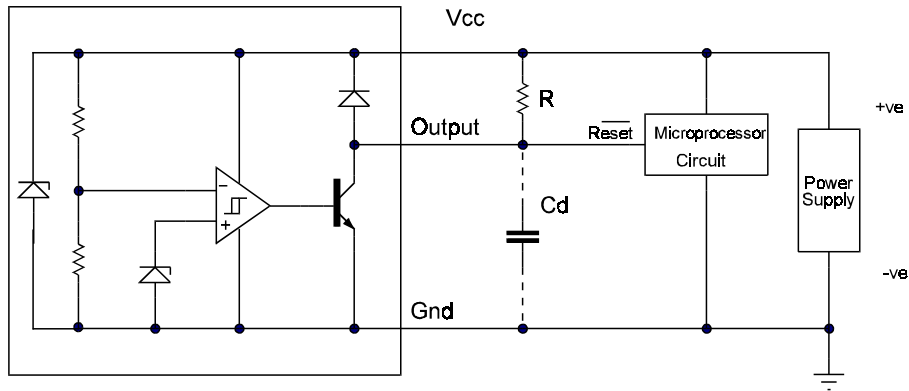 Vcc
+ve
R
Output
Reset
Microprocessor
Circuit
Power
Supply
−
+
Cd
-ve
Gnd